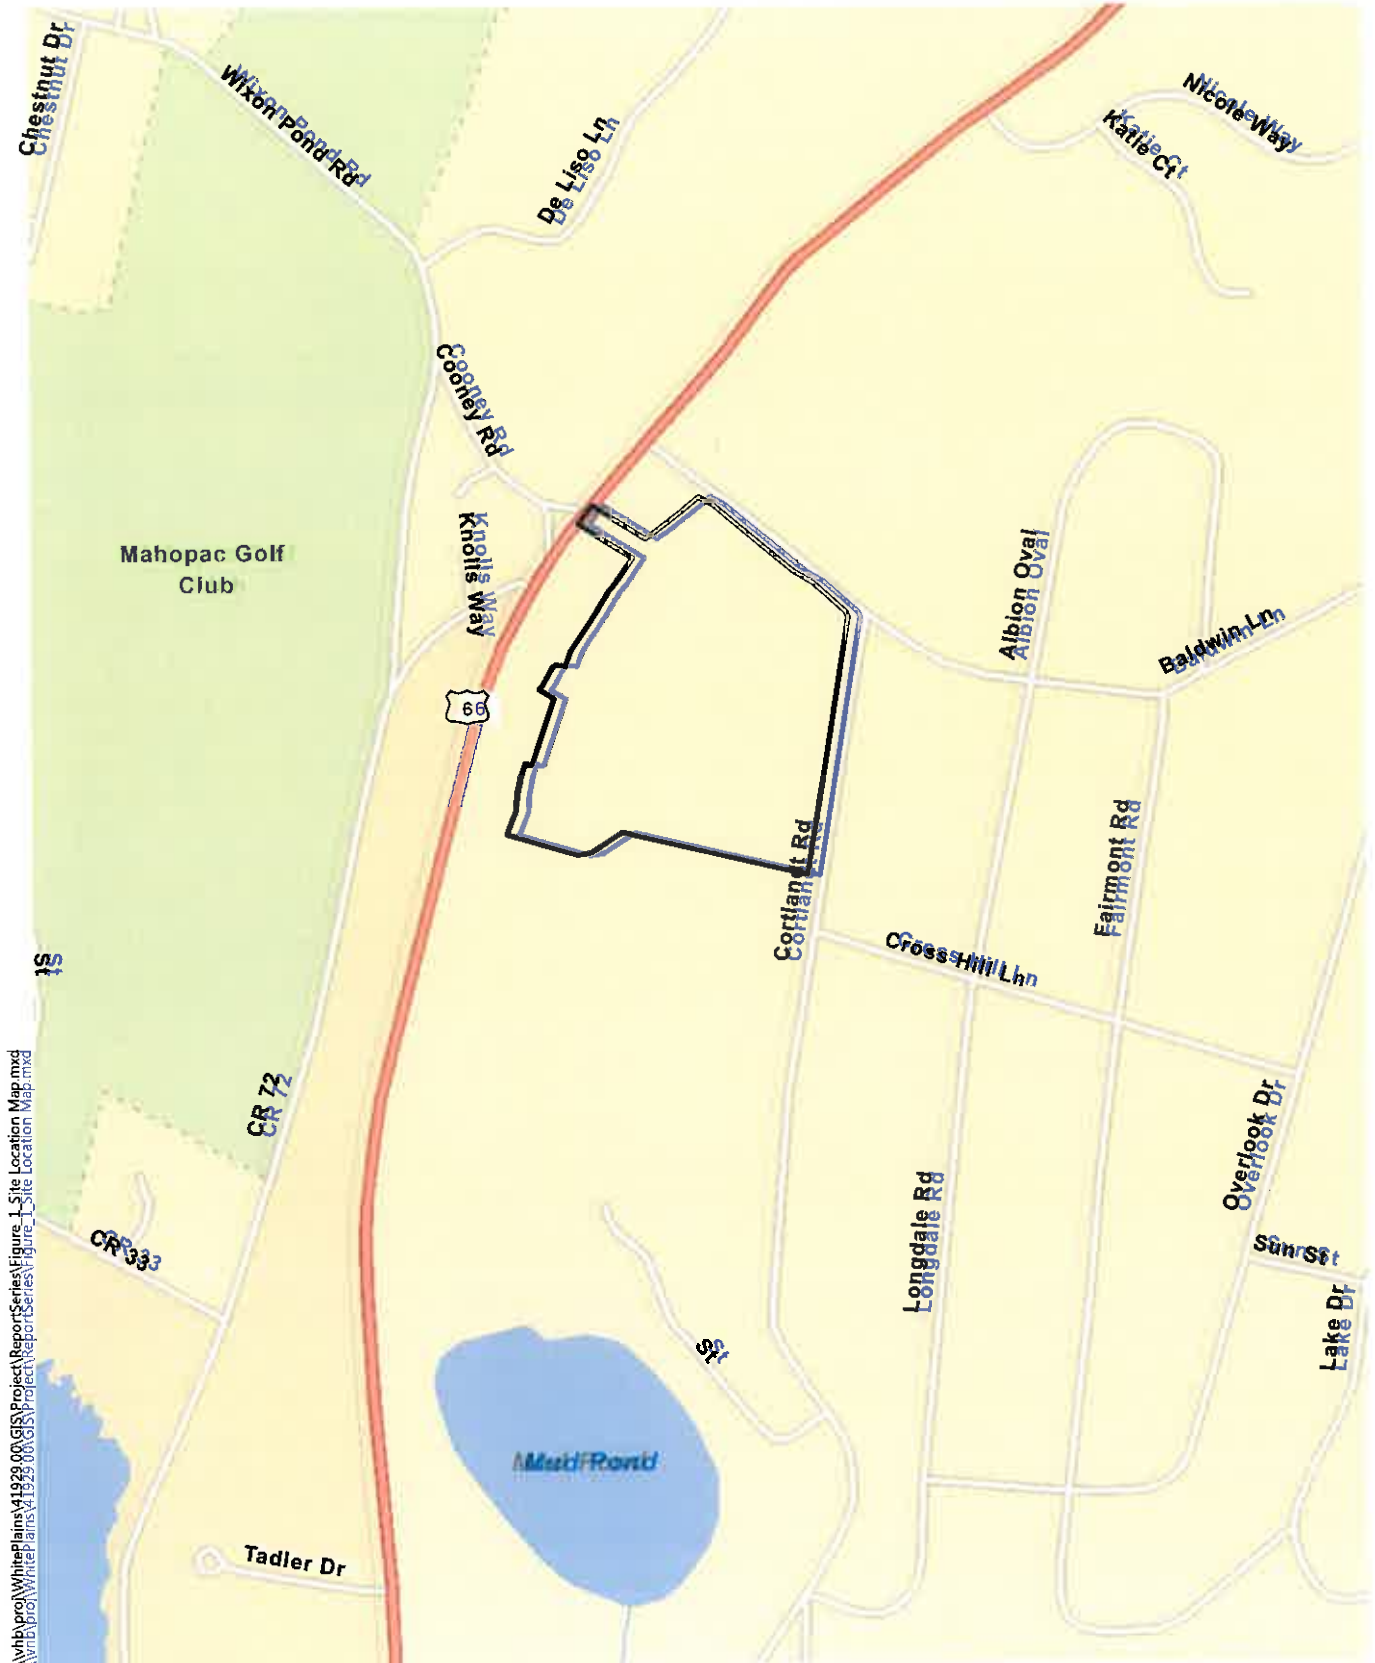 Chestnut Dr
Wixon Pond Rd
De Liso Ln
Nicole Way
Katie Ct
Cooney Rd
Knolls Way
Mahopac Golf
Club
Albion Oval
Baldwin Ln
Cortlandt Rd
Fairmont Rd
Cross Hill Ln
St
CR 72
Overlook Dr
Longdale Rd
CR 33
Sun St
Lake Dr
St
Mud Pond
Tadler Dr
\\vhb\proj\WhitePlains\41929.00\GIS\Project\ReportSeries\Figure_1_Site Location Map.mxd